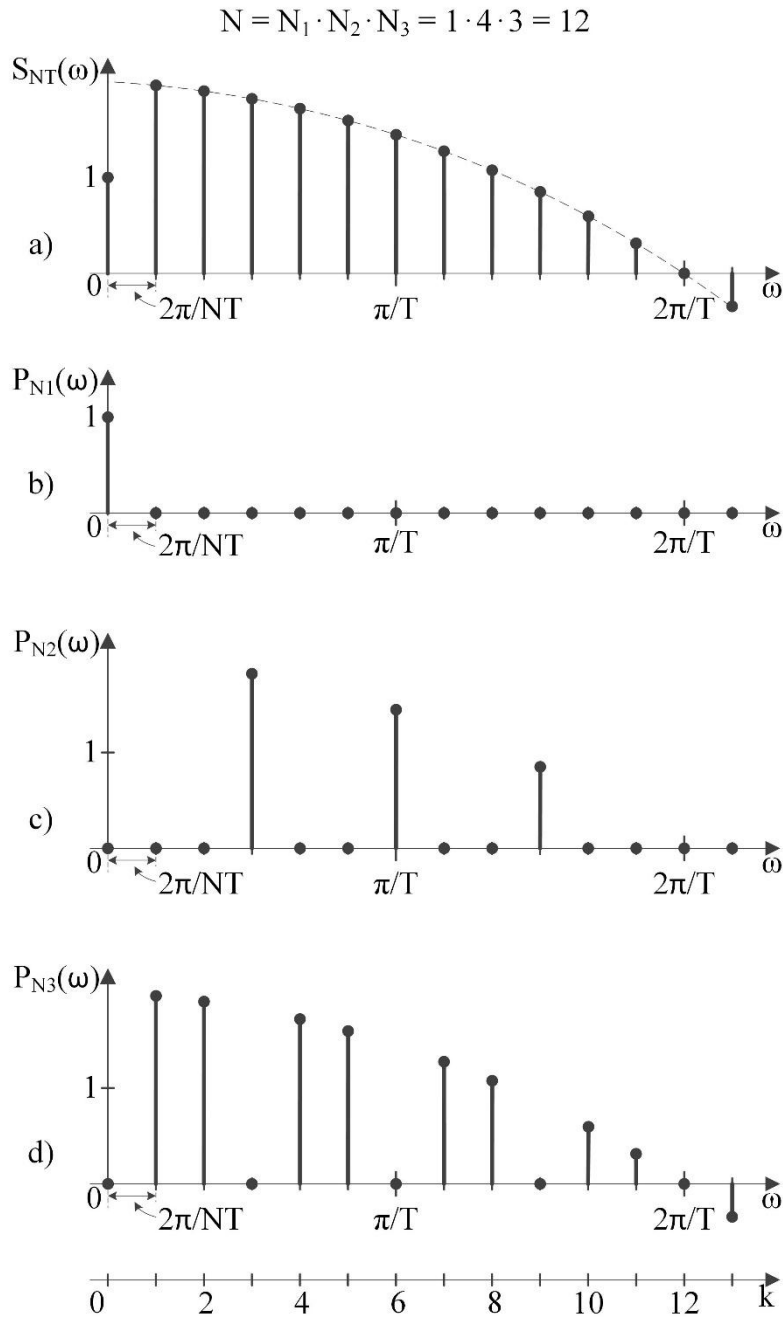 N = N₁ · N₂ · N₃ = 1 · 4 · 3 = 12
S_NT(ω)
1
a)
0
2π/NT
π/T
2π/T
ω
P_N1(ω)
1
b)
0
2π/NT
π/T
2π/T
ω
P_N2(ω)
1
c)
0
2π/NT
π/T
2π/T
ω
P_N3(ω)
1
d)
0
2π/NT
π/T
2π/T
ω
0 2 4 6 8 10 12 k